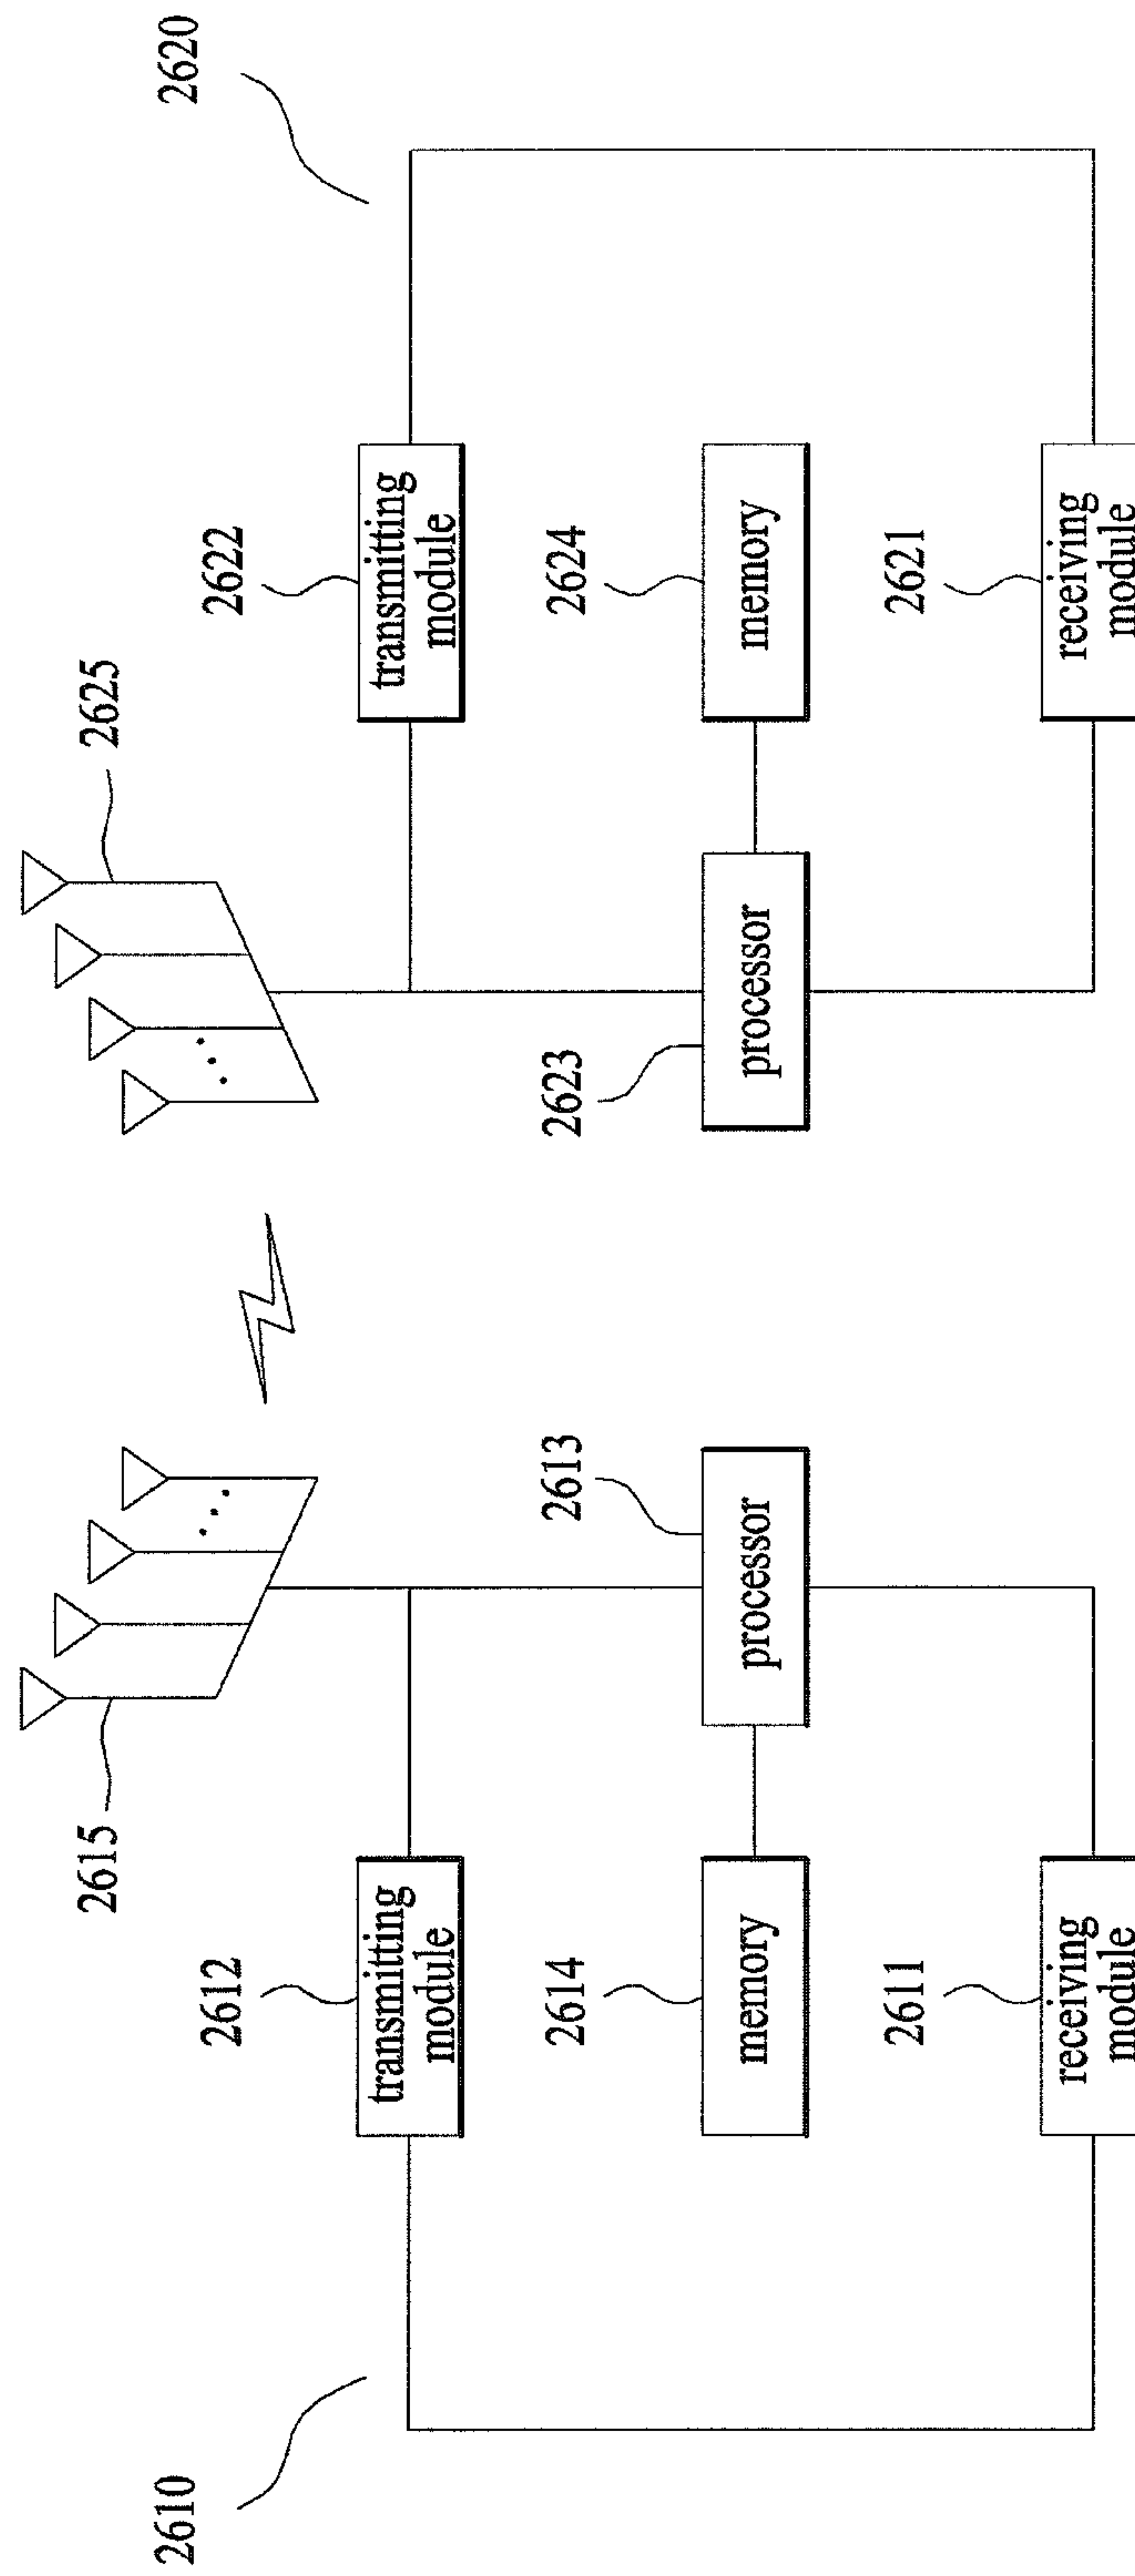 2610
2620
2615
2625
2612
transmitting
module
2622
transmitting
module
2613
processor
2623
processor
2614
memory
2624
memory
2611
receiving
module
2621
receiving
module